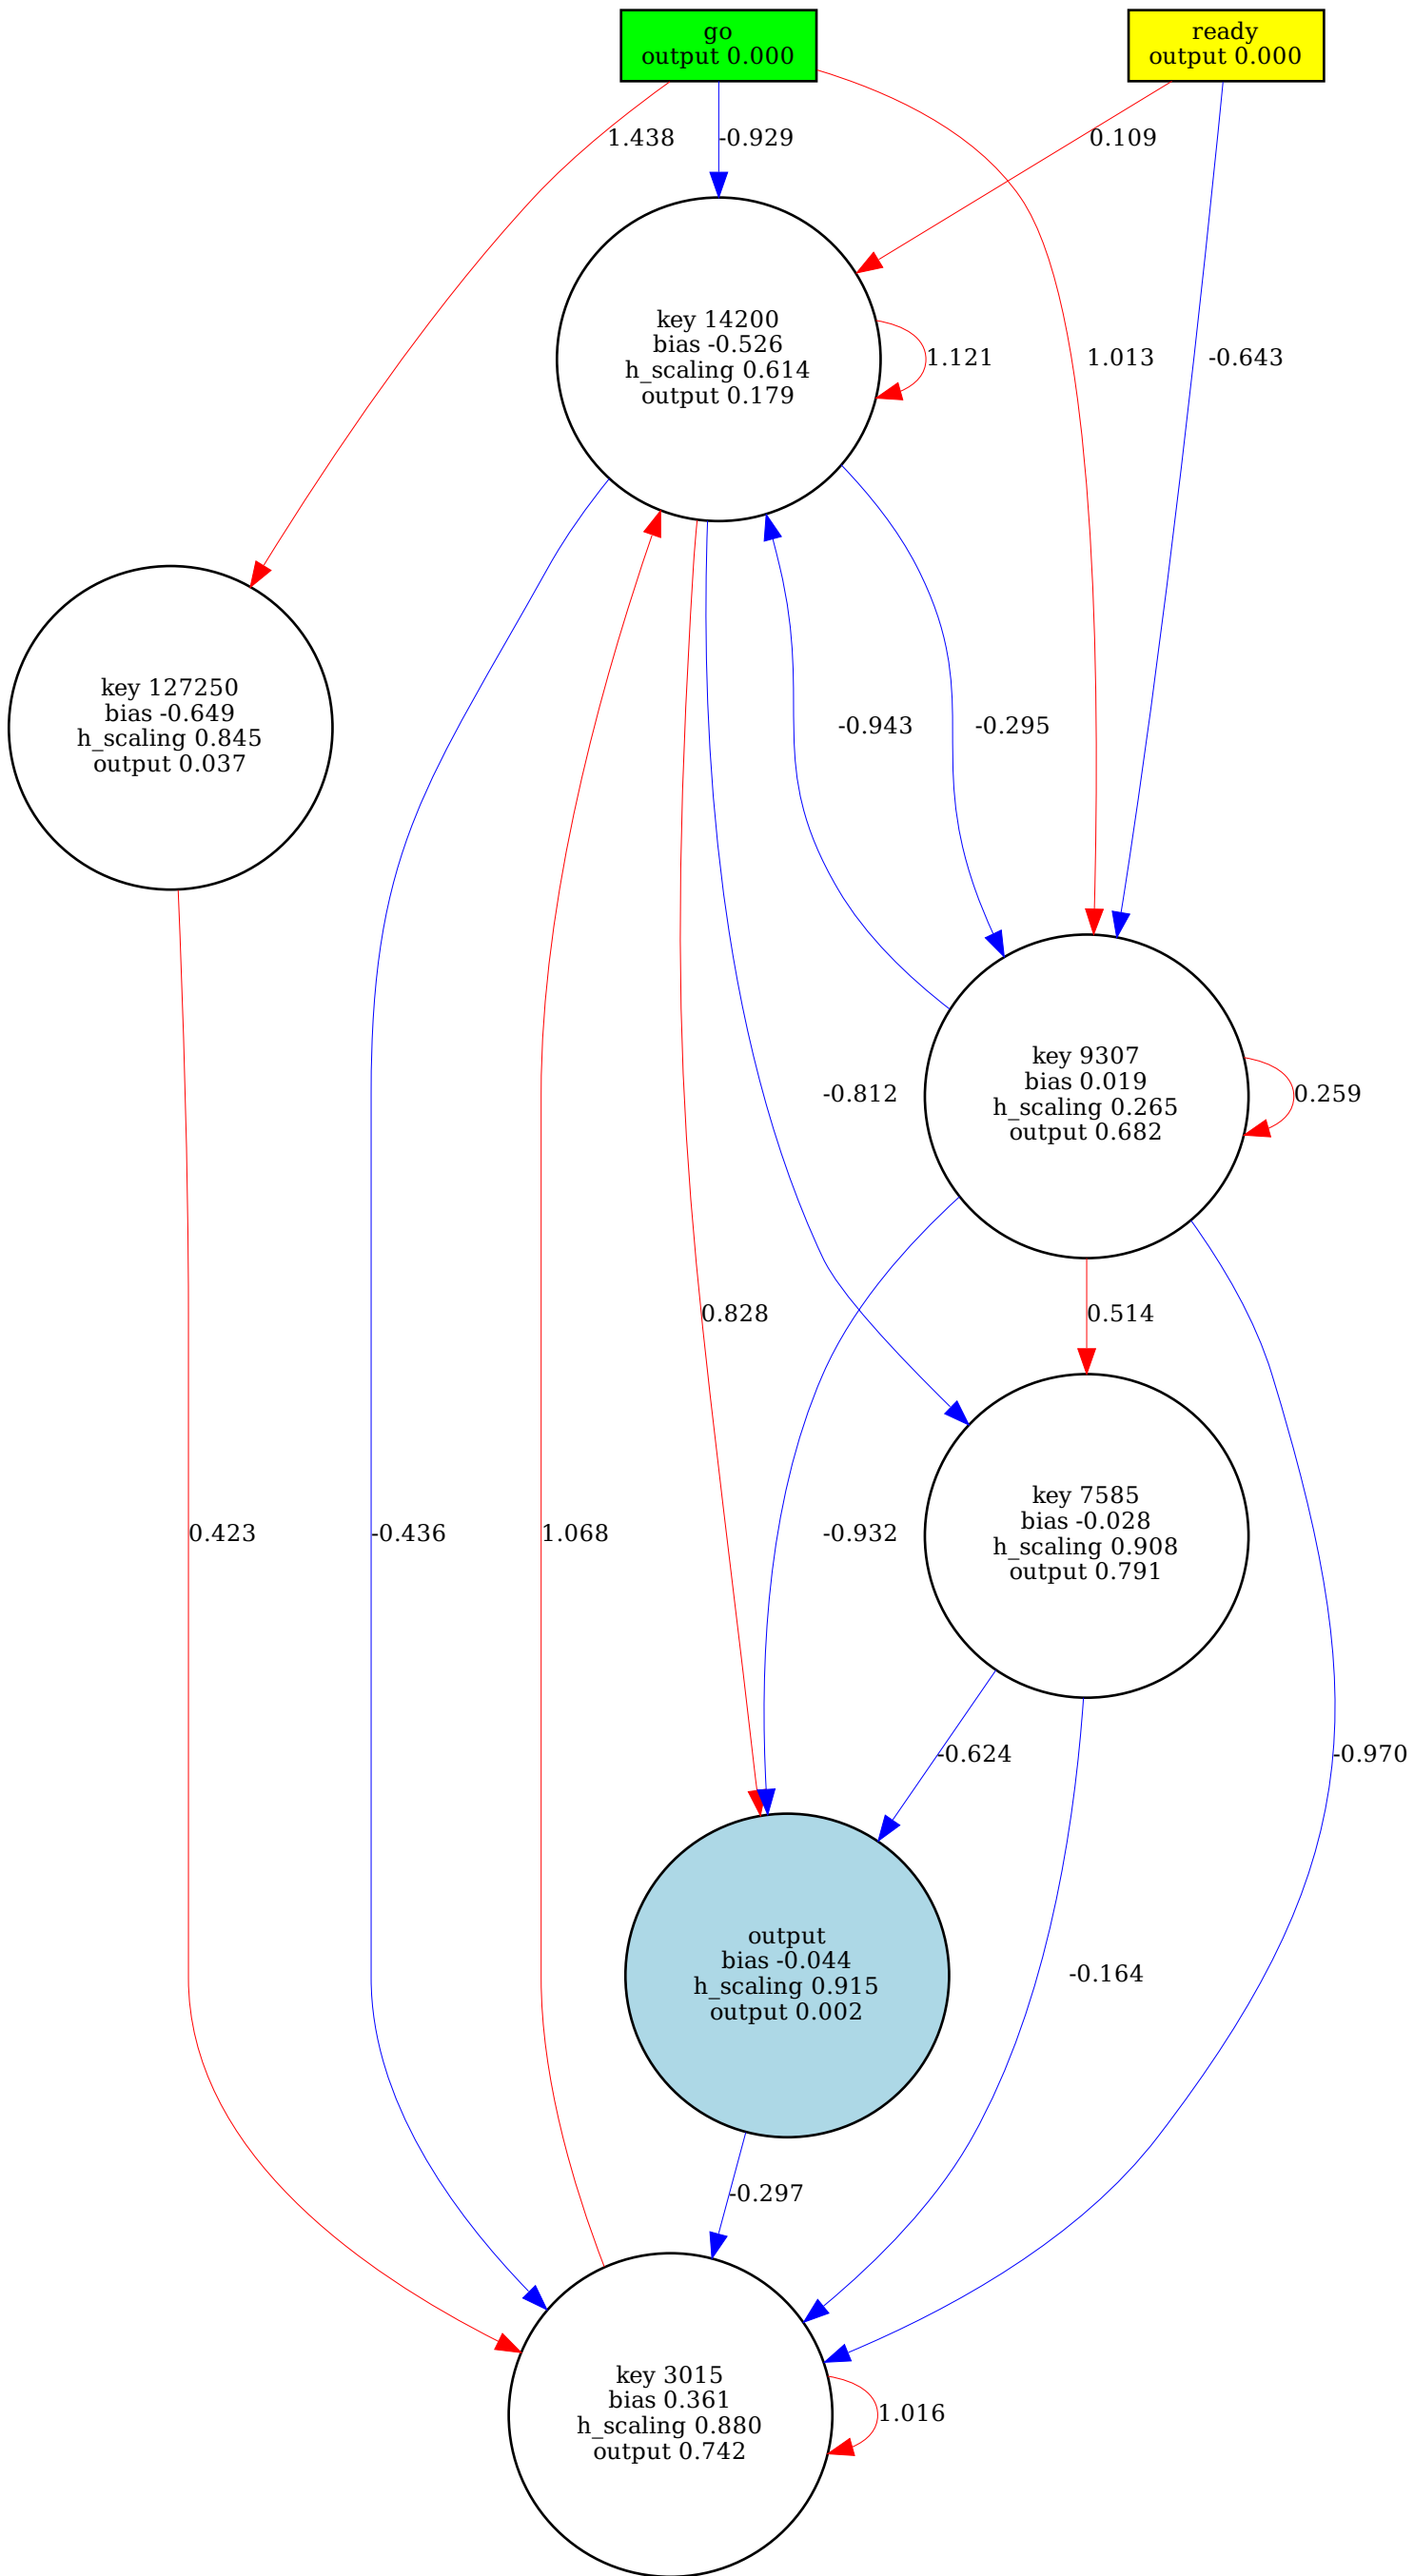 go
output 0.000
ready
output 0.000
1.438
-0.929
0.109
key 14200
bias -0.526
h_scaling 0.614
output 0.179
1.121
1.013
-0.643
key 127250
bias -0.649
h_scaling 0.845
output 0.037
-0.943
-0.295
key 9307
bias 0.019
h_scaling 0.265
output 0.682
-0.812
0.259
0.828
0.514
key 7585
bias -0.028
h_scaling 0.908
output 0.791
0.423
-0.436
1.068
-0.932
-0.624
-0.970
output
bias -0.044
h_scaling 0.915
output 0.002
-0.164
-0.297
key 3015
bias 0.361
h_scaling 0.880
output 0.742
1.016